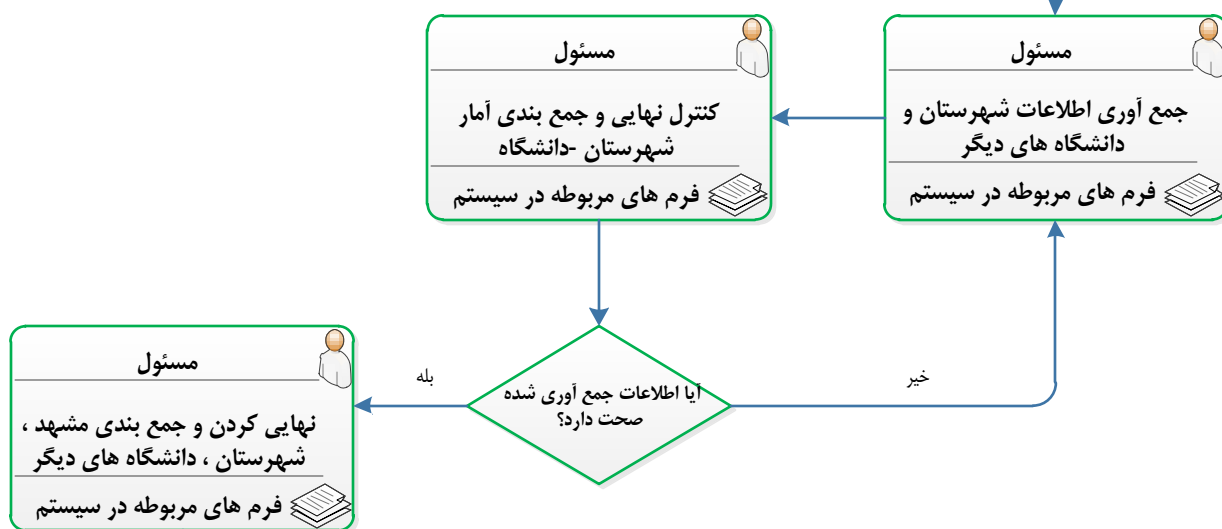 مسئول
جمع آوری اطلاعات شهرستان و
دانشگاه های دیگر
فرم های مربوطه در سیستم
مسئول
کنترل نهایی و جمع بندی آمار
شهرستان -دانشگاه
فرم های مربوطه در سیستم
آیا اطلاعات جمع آوری شده
صحت دارد؟
خیر
بله
مسئول
نهایی کردن و جمع بندی مشهد ،
شهرستان ، دانشگاه های دیگر
فرم های مربوطه در سیستم